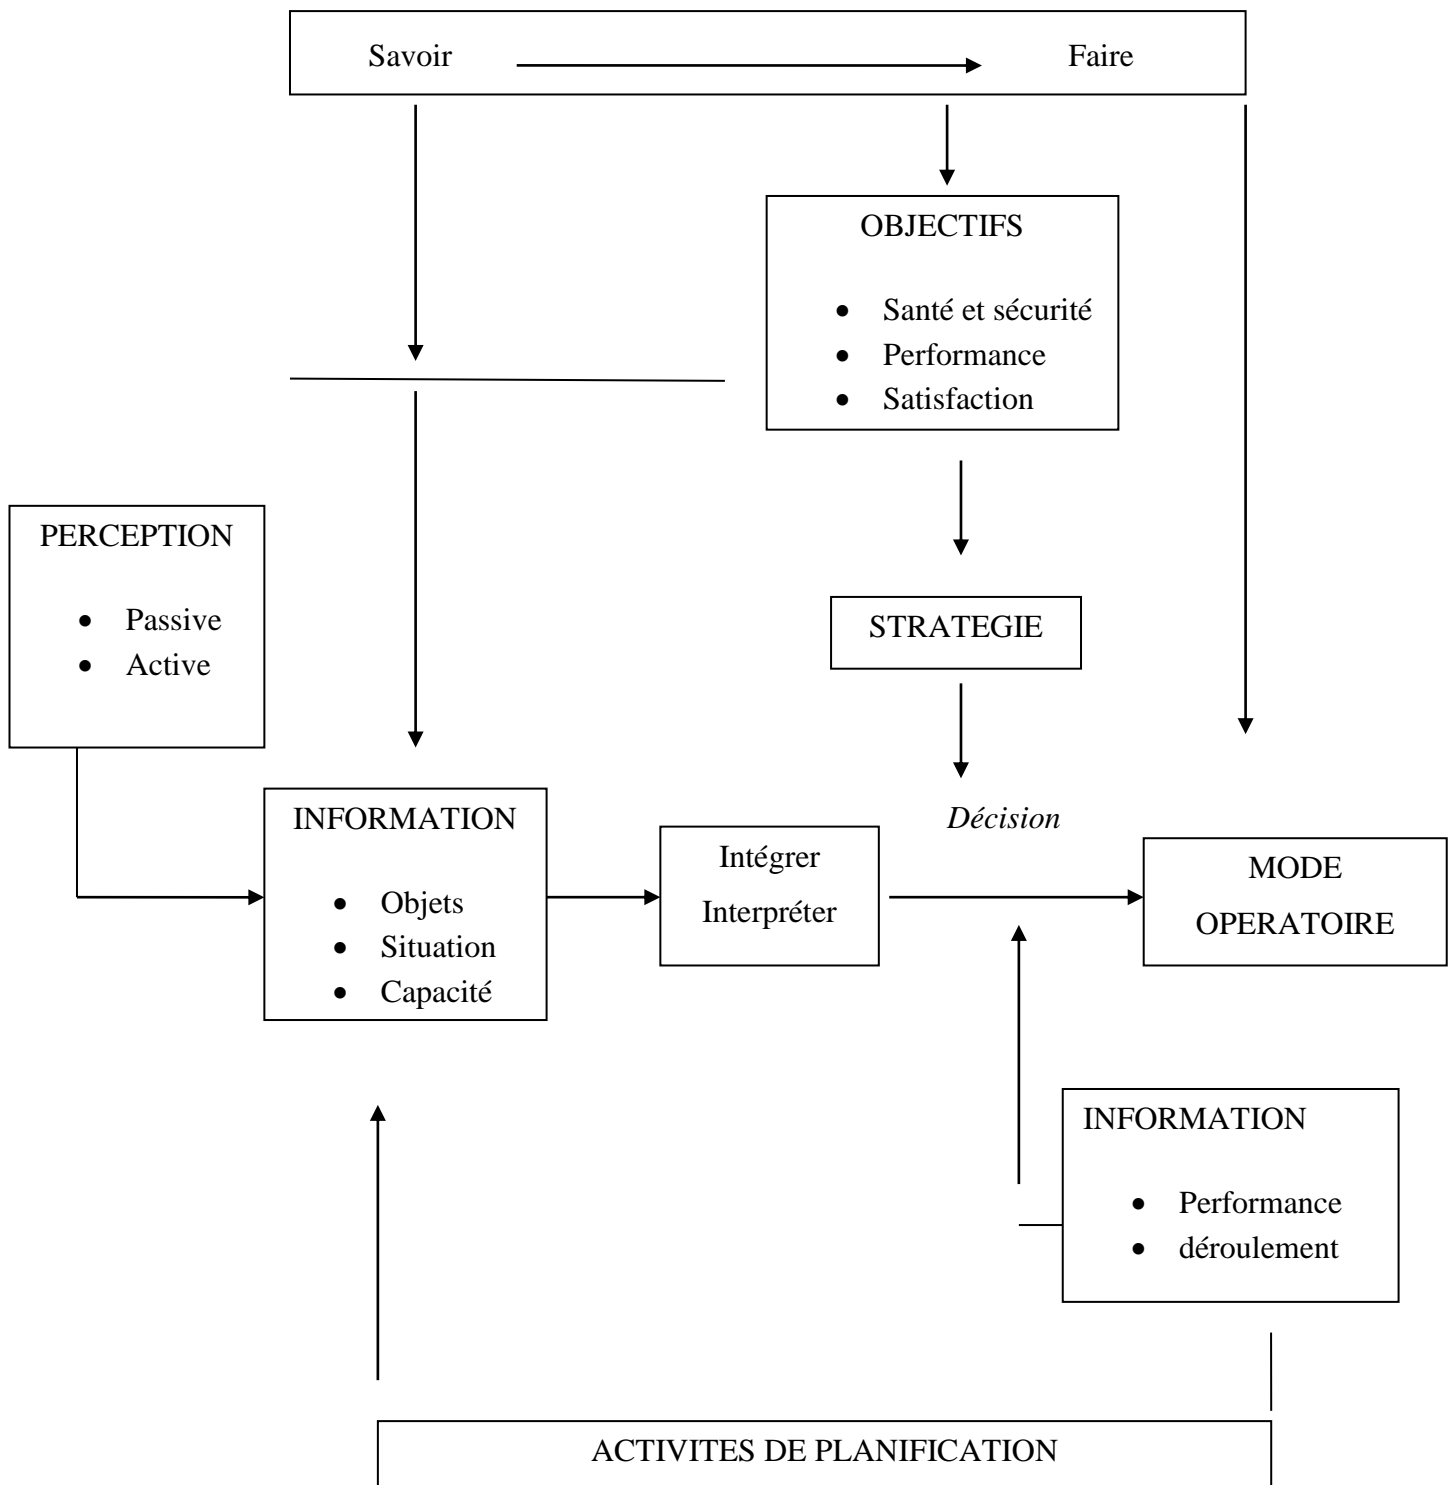 Savoir
Faire
OBJECTIFS
• Santé et sécurité
• Performance
• Satisfaction
PERCEPTION
• Passive
• Active
STRATEGIE
INFORMATION
• Objets
• Situation
• Capacité
Intégrer
Interpréter
Décision
MODE
OPERATOIRE
INFORMATION
• Performance
• déroulement
ACTIVITES DE PLANIFICATION